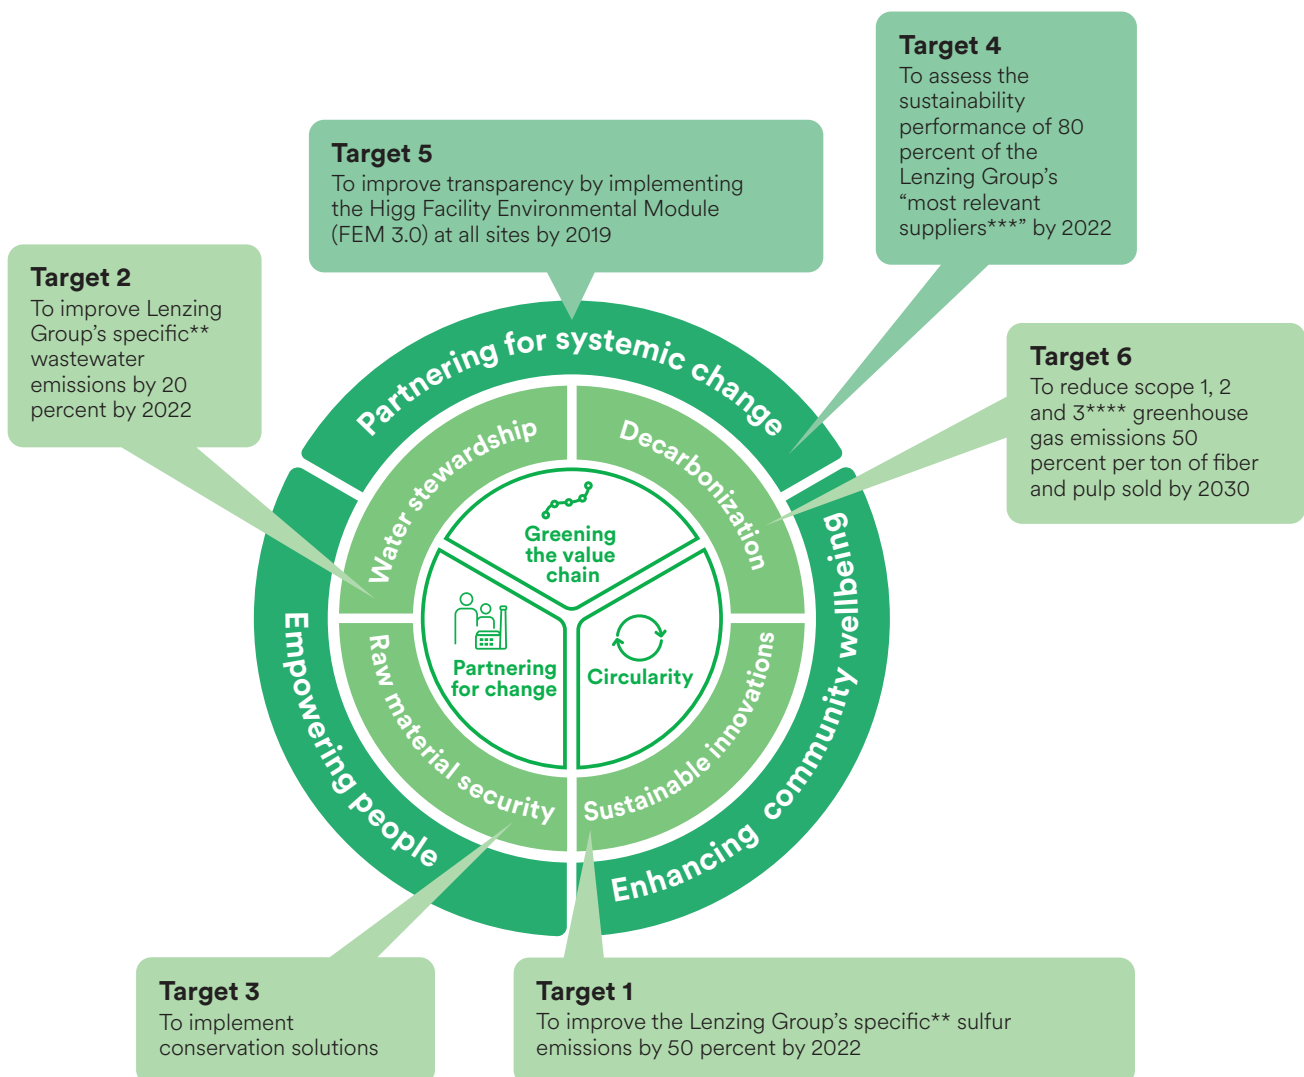 Target 4
To assess the
sustainability
performance of 80
percent of the
Lenzing Group's
“most relevant
suppliers***” by 2022
Target 5
To improve transparency by implementing
the Higg Facility Environmental Module
(FEM 3.0) at all sites by 2019
Target 2
To improve Lenzing
Group's specific**
wastewater
emissions by 20
percent by 2022
Target 6
To reduce scope 1, 2
and 3**** greenhouse
gas emissions 50
percent per ton of fiber
and pulp sold by 2030
Partnering for systemic change
Water stewardship
Decarbonization
Greening
the value
chain
Partnering
for change
Circularity
Empowering people
Enhancing community wellbeing
Raw material security
Sustainable innovations
Target 3
To implement
conservation solutions
Target 1
To improve the Lenzing Group's specific** sulfur
emissions by 50 percent by 2022